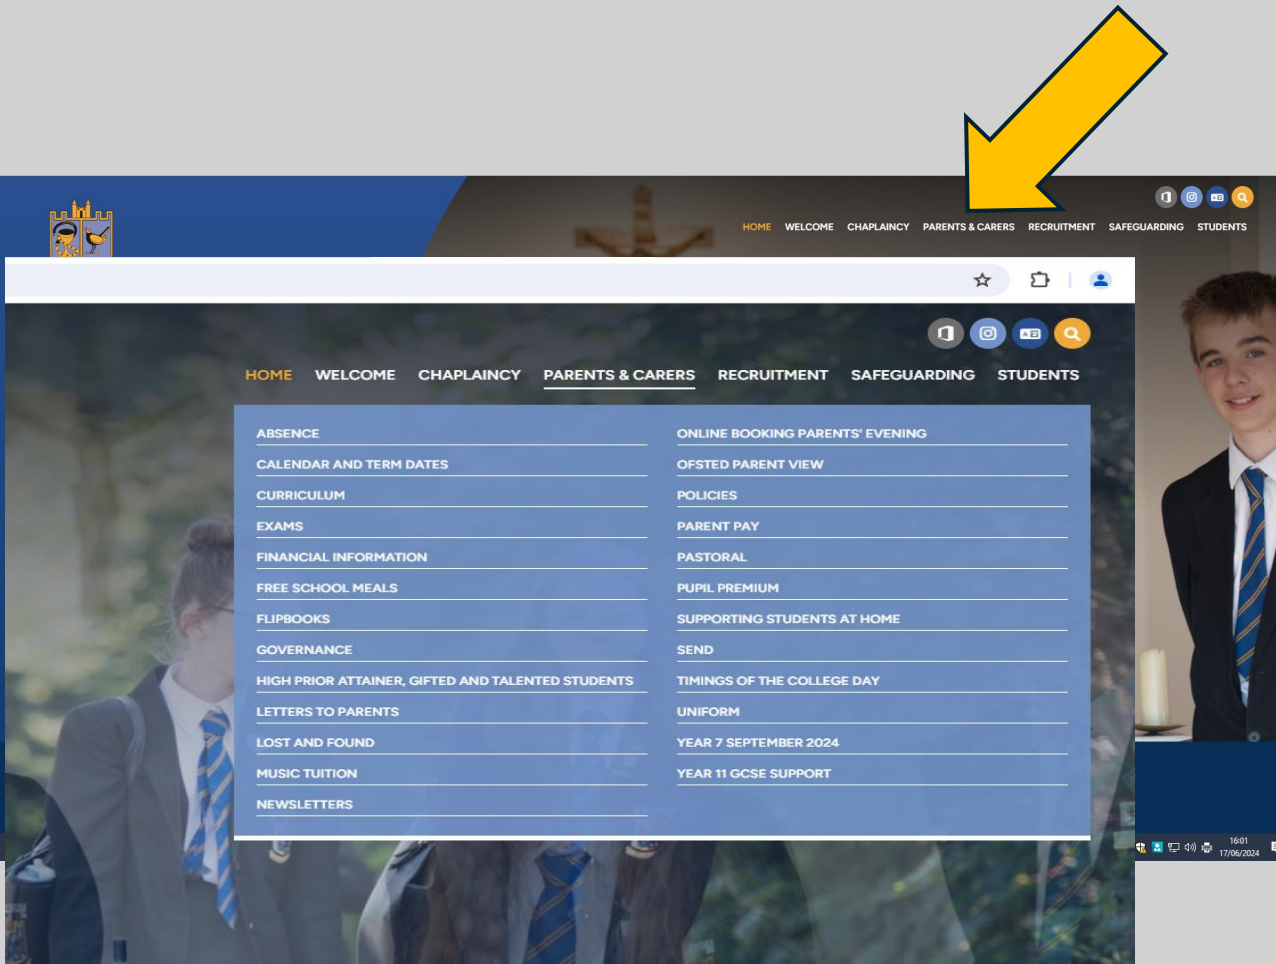 HOME WELCOME CHAPLAINCY PARENTS & CARERS RECRUITMENT SAFEGUARDING STUDENTS
HOME WELCOME CHAPLAINCY PARENTS & CARERS RECRUITMENT SAFEGUARDING STUDENTS
ABSENCE
CALENDAR AND TERM DATES
CURRICULUM
EXAMS
FINANCIAL INFORMATION
FREE SCHOOL MEALS
FLIPBOOKS
GOVERNANCE
HIGH PRIOR ATTAINER, GIFTED AND TALENTED STUDENTS
LETTERS TO PARENTS
LOST AND FOUND
MUSIC TUITION
NEWSLETTERS
ONLINE BOOKING PARENTS' EVENING
OFSTED PARENT VIEW
POLICIES
PARENT PAY
PASTORAL
PUPIL PREMIUM
SUPPORTING STUDENTS AT HOME
SEND
TIMINGS OF THE COLLEGE DAY
UNIFORM
YEAR 7 SEPTEMBER 2024
YEAR 11 GCSE SUPPORT
16:01
17/06/2024